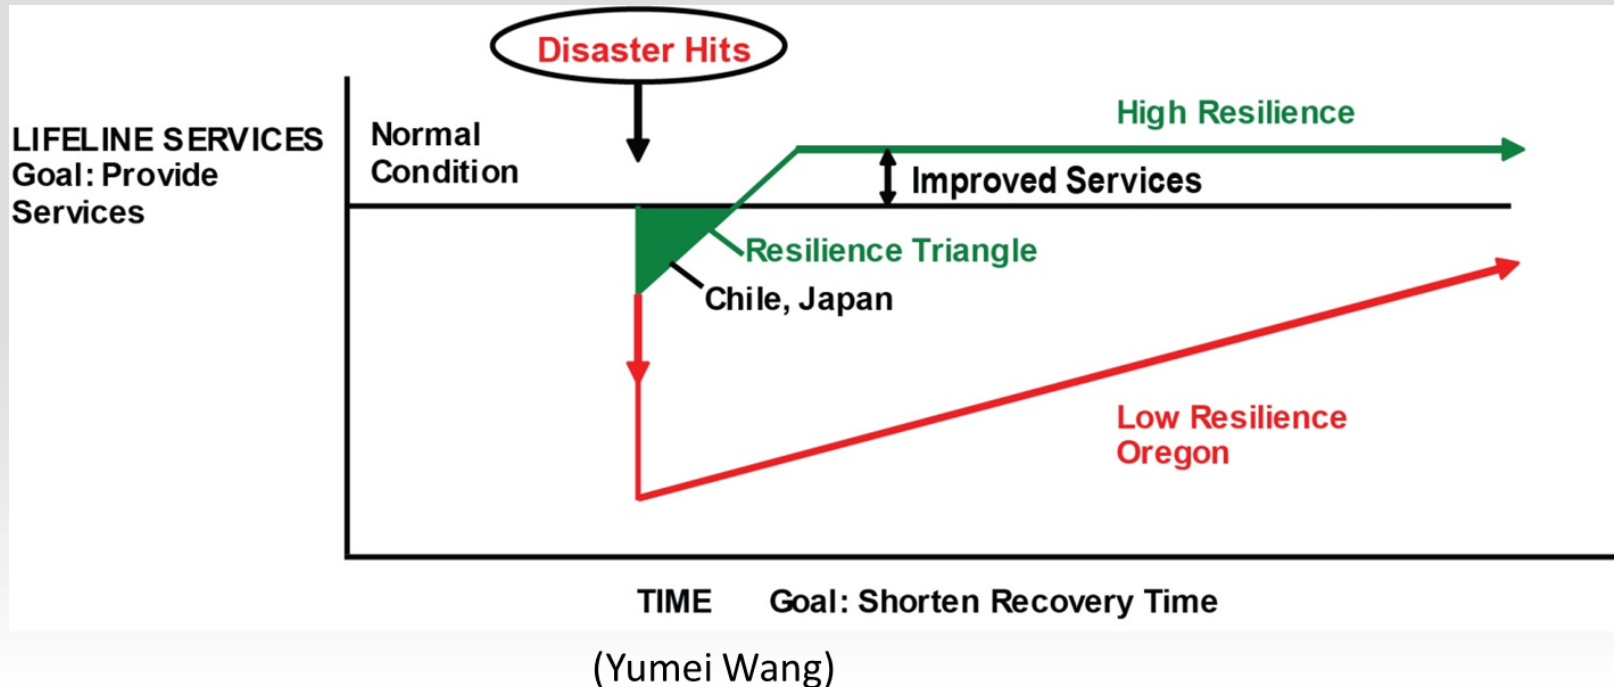 Disaster Hits
LIFELINE SERVICES
Goal: Provide
Services
Normal
Condition
High Resilience
Improved Services
Resilience Triangle
Chile, Japan
Low Resilience
Oregon
TIME Goal: Shorten Recovery Time
(Yumei Wang)